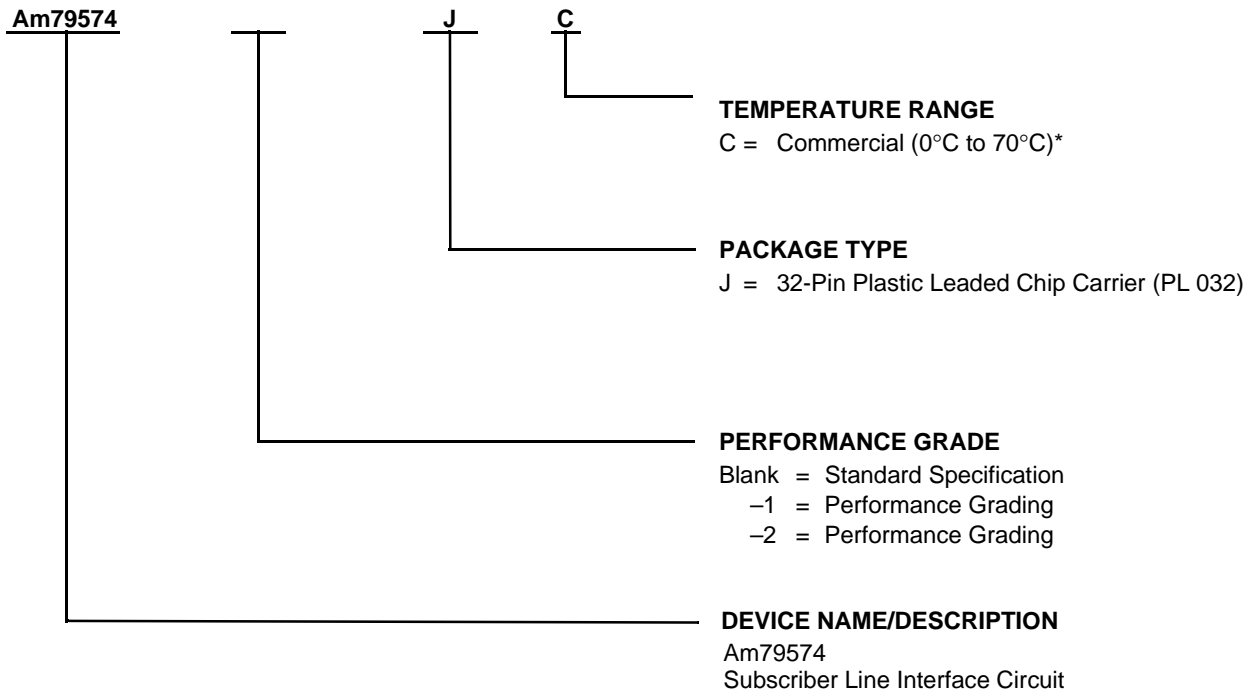 Am79574 J C
TEMPERATURE RANGE
C = Commercial (0°C to 70°C)*
PACKAGE TYPE
J = 32-Pin Plastic Leaded Chip Carrier (PL 032)
PERFORMANCE GRADE
Blank = Standard Specification
–1 = Performance Grading
–2 = Performance Grading
DEVICE NAME/DESCRIPTION
Am79574
Subscriber Line Interface Circuit